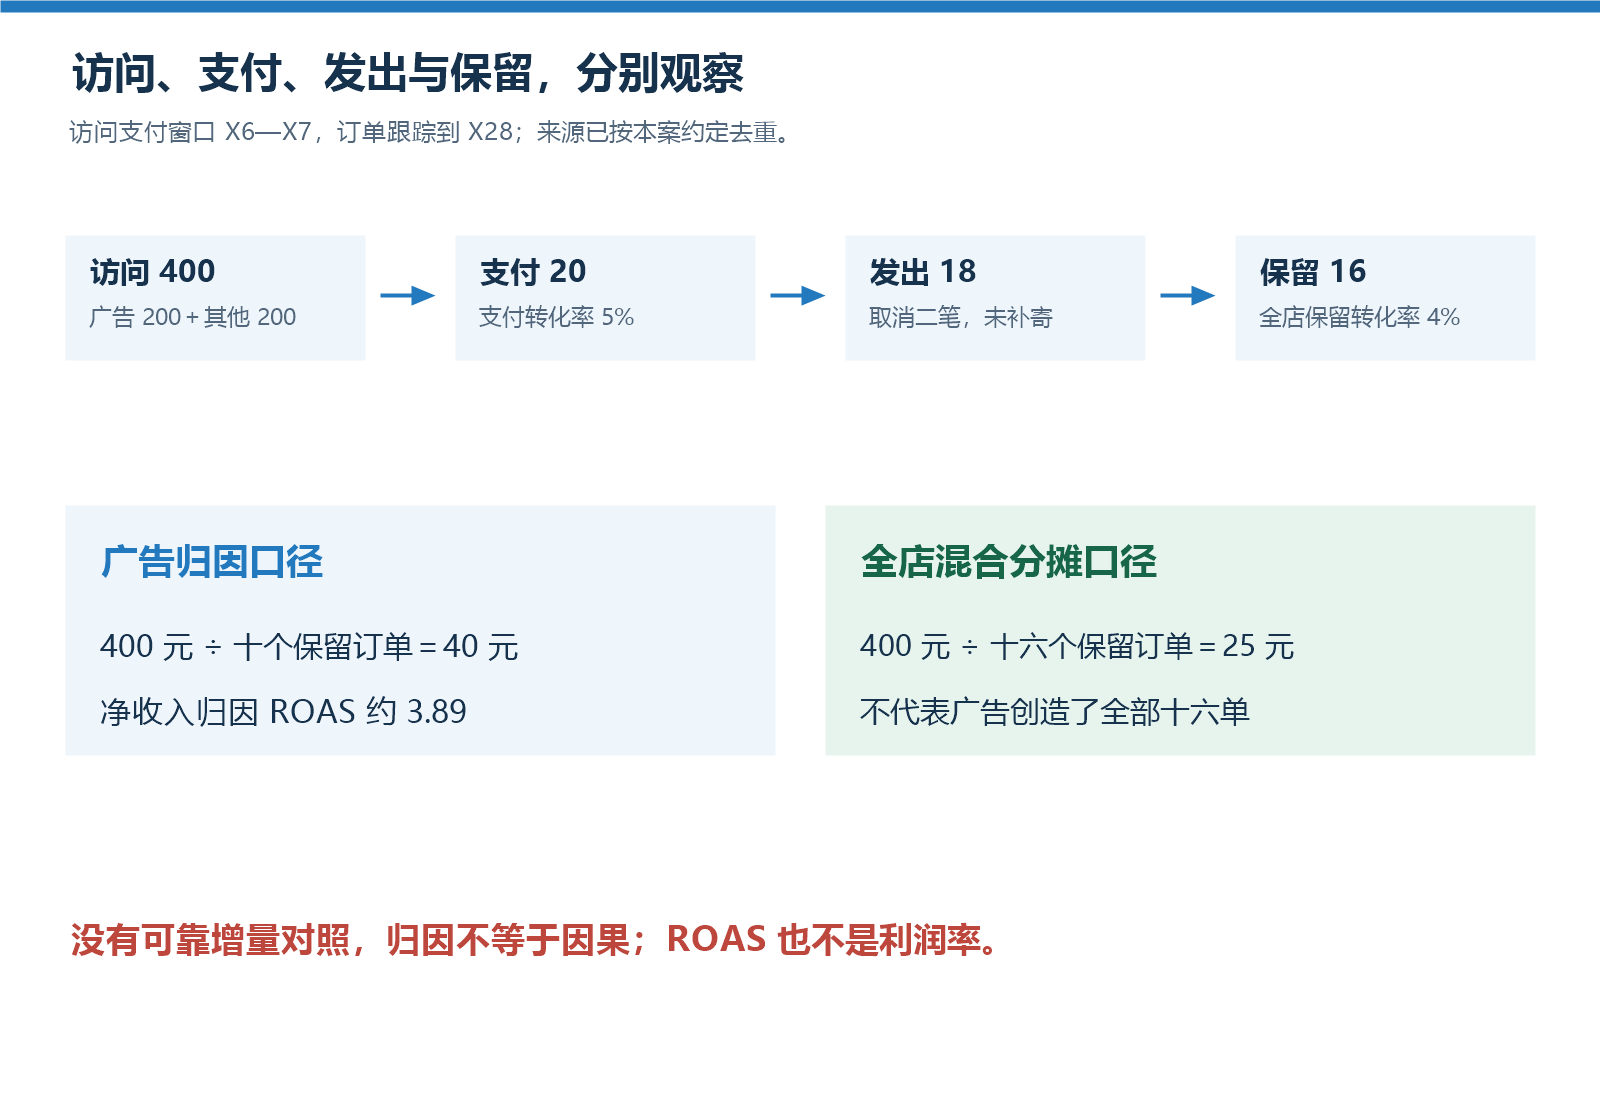 访问、支付、发出与保留，分别观察
访问支付窗口 X6—X7，订单跟踪到 X28；来源已按本案约定去重。
访问 400
广告 200＋其他 200
支付 20
支付转化率 5%
发出 18
取消二笔，未补寄
保留 16
全店保留转化率 4%
广告归因口径
400 元 ÷ 十个保留订单＝40 元
净收入归因 ROAS 约 3.89
全店混合分摊口径
400 元 ÷ 十六个保留订单＝25 元
不代表广告创造了全部十六单
没有可靠增量对照，归因不等于因果；ROAS 也不是利润率。